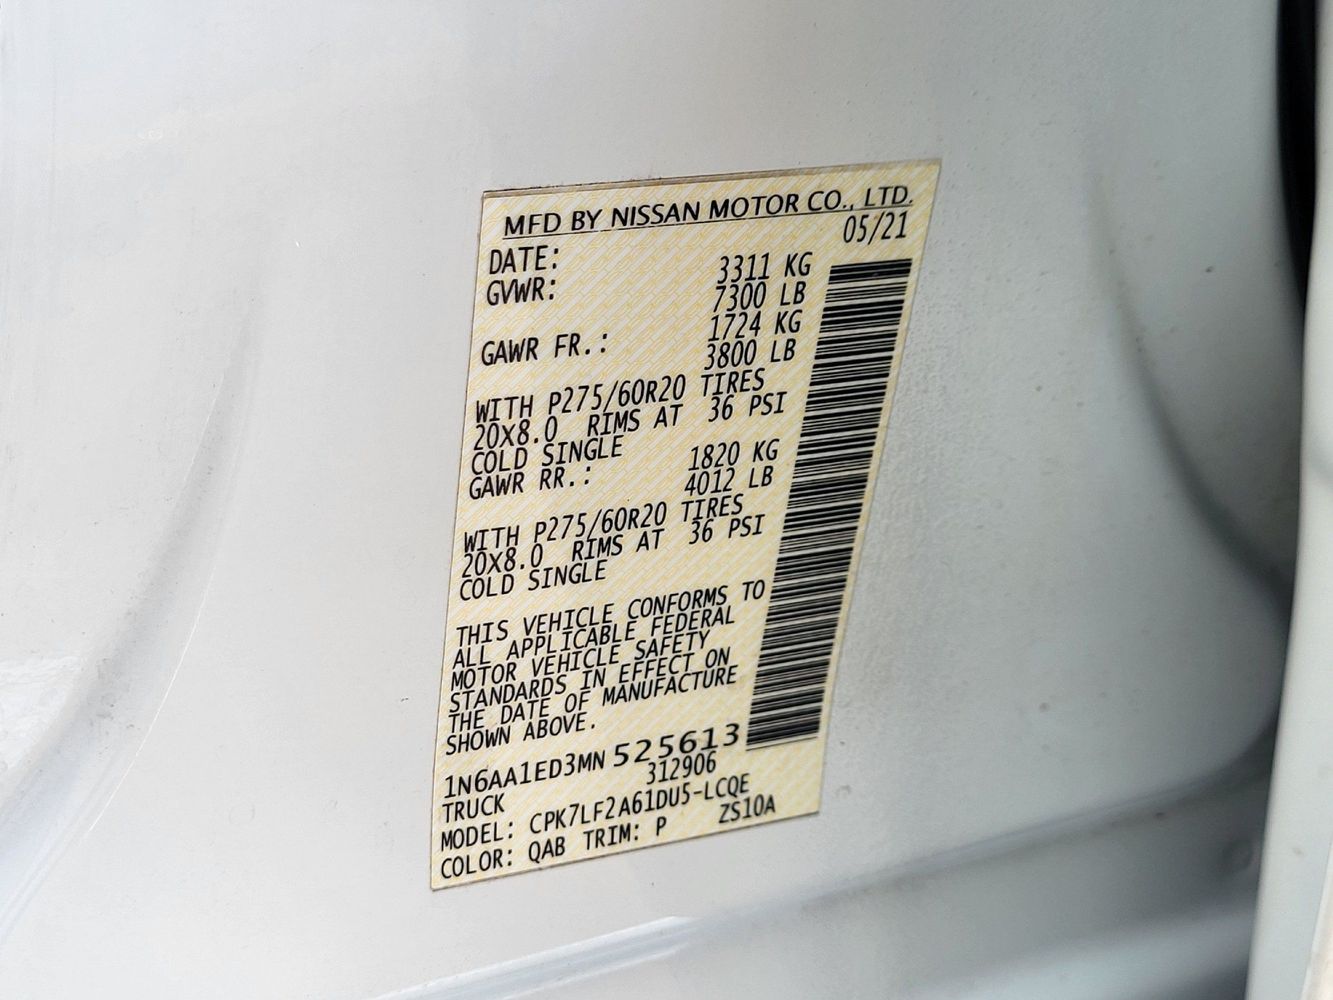 MFD BY NISSAN MOTOR CO., LTD.
DATE: 05/21
GVWR: 3311 KG
7300 LB
GAWR FR.: 1724 KG
3800 LB
WITH P275/60R20 TIRES
20X8.0 RIMS AT 36 PSI
COLD SINGLE
GAWR RR.: 1820 KG
4012 LB
WITH P275/60R20 TIRES
20X8.0 RIMS AT 36 PSI
COLD SINGLE
THIS VEHICLE CONFORMS TO
ALL APPLICABLE FEDERAL
MOTOR VEHICLE SAFETY
STANDARDS IN EFFECT ON
THE DATE OF MANUFACTURE
SHOWN ABOVE.
1N6AA1ED3MN 525613
TRUCK 312906
MODEL: CPK7LF2A61DU5-LCQE
COLOR: QAB TRIM: P ZS10A